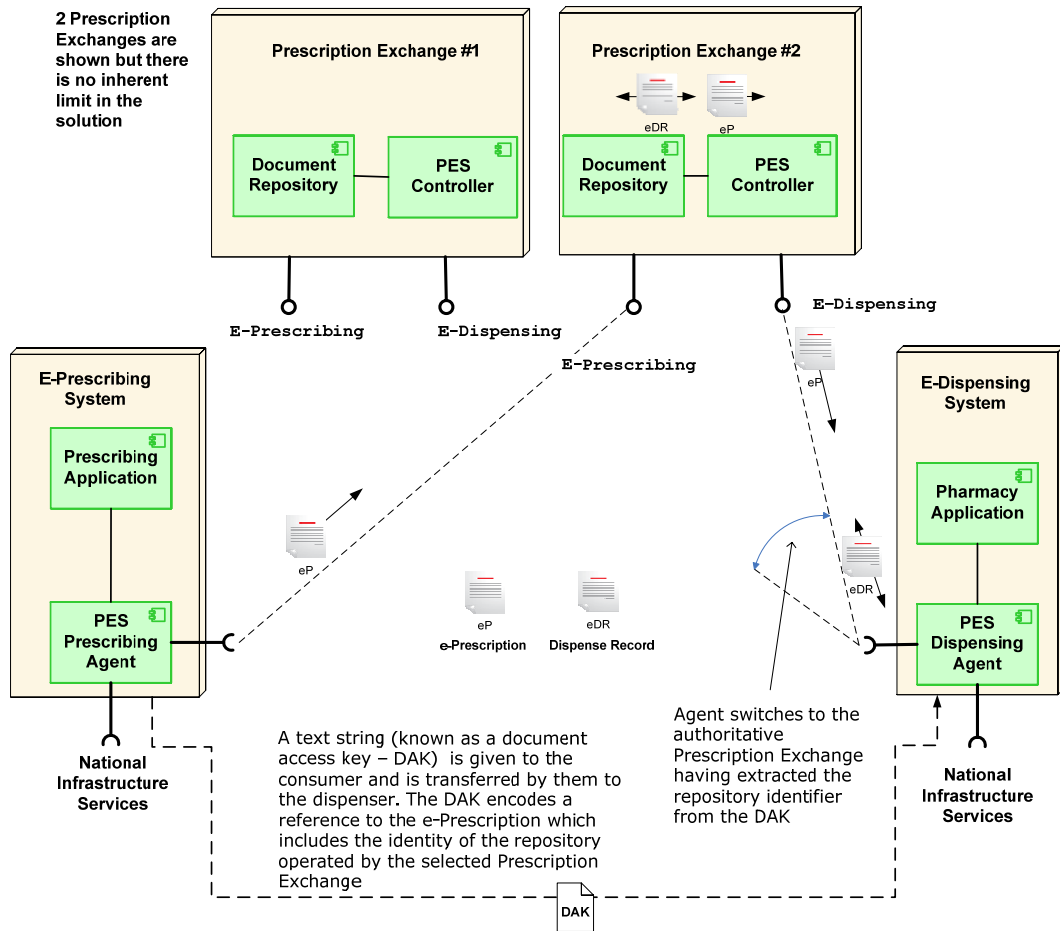 2 Prescription
Exchanges are
shown but there
is no inherent
limit in the
solution
Prescription Exchange #1
Document
Repository
PES
Controller
E-Prescribing
E-Dispensing
Prescription Exchange #2
eDR
eP
Document
Repository
PES
Controller
E-Prescribing
E-Dispensing
E-Prescribing
System
Prescribing
Application
PES
Prescribing
Agent
National
Infrastructure
Services
eP
eP
e-Prescription
eDR
Dispense Record
eP
eDR
E-Dispensing
System
Pharmacy
Application
PES
Dispensing
Agent
National
Infrastructure
Services
A text string (known as a document
access key – DAK)  is given to the
consumer and is transferred by them to
the dispenser. The DAK encodes a
reference to the e-Prescription which
includes the identity of the repository
operated by the selected Prescription
Exchange
Agent switches to the
authoritative
Prescription Exchange
having extracted the
repository identifier
from the DAK
DAK